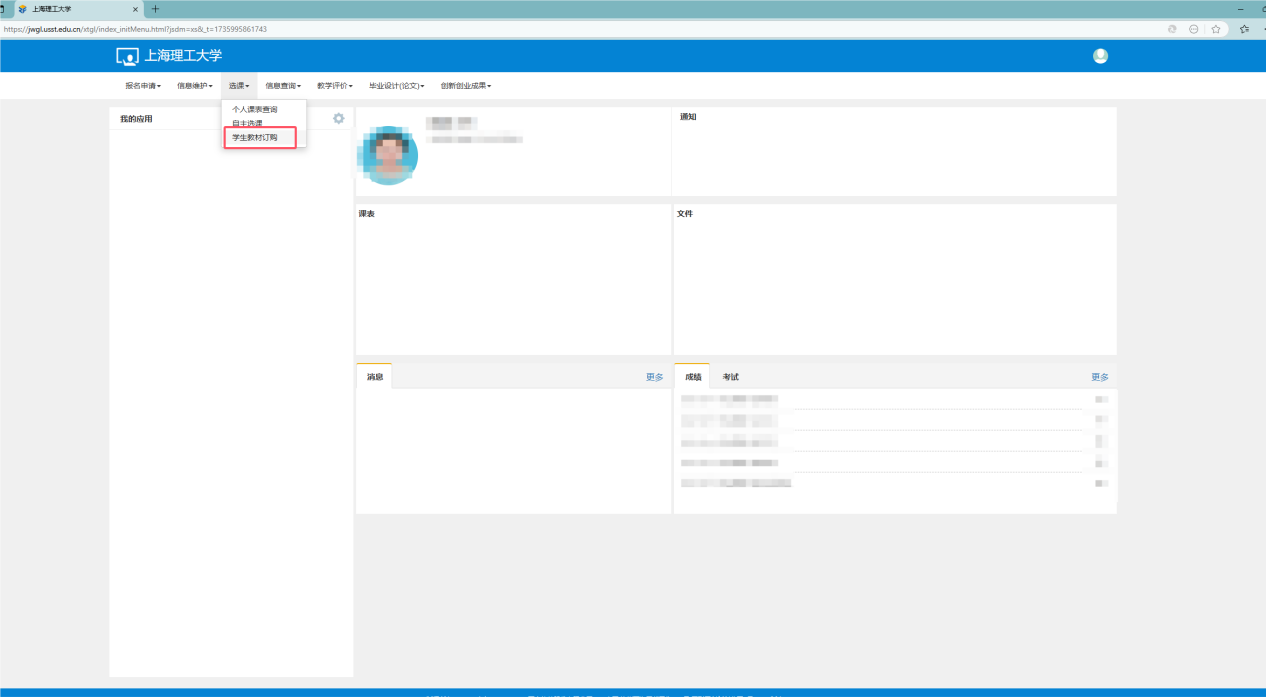 上海理工大学
https://jwgl.usst.edu.cn/xtgl/index_initMenu.html?jsdm=xs&_t=1735995861743
上海理工大学
报名申请 信息维护 选课 信息查询 教学评价 毕业设计(论文) 创新创业成果
个人课表查询
自主选课
学生教材订购
我的应用
通知
课表
文件
消息 更多
成绩 考试 更多